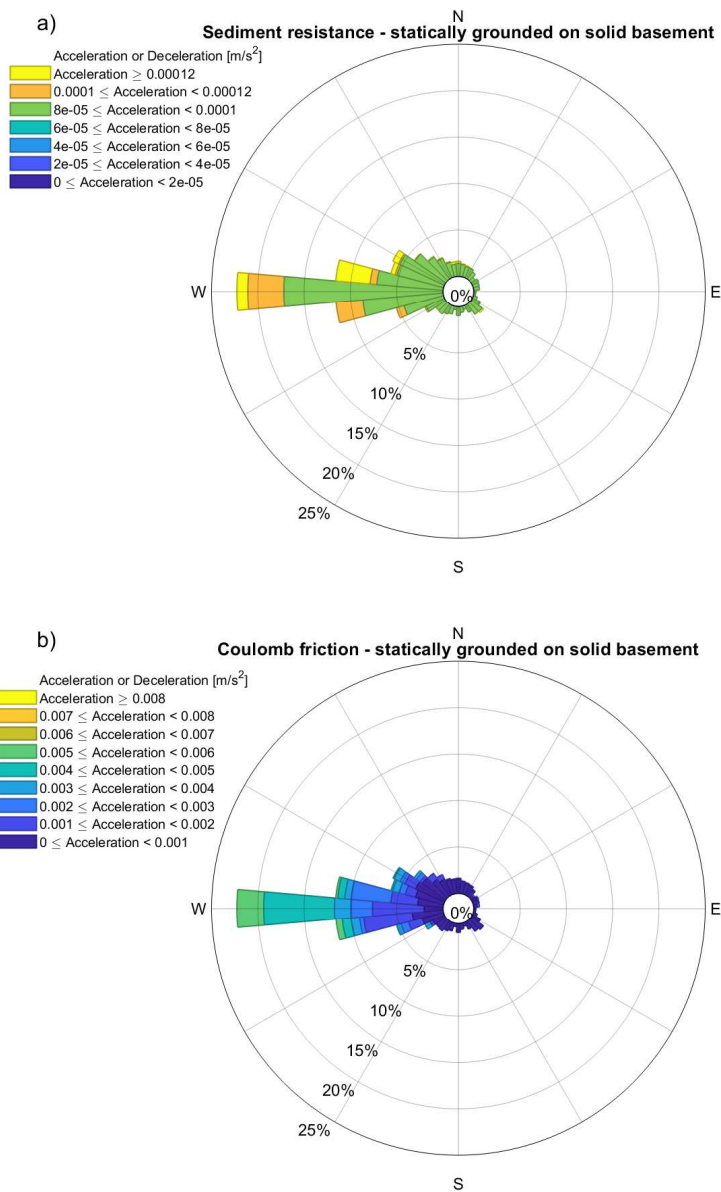 a)
N
Sediment resistance - statically grounded on solid basement
Acceleration or Deceleration [m/s²]
Acceleration ≥ 0.00012
0.0001 ≤ Acceleration < 0.00012
8e-05 ≤ Acceleration < 0.0001
6e-05 ≤ Acceleration < 8e-05
4e-05 ≤ Acceleration < 6e-05
2e-05 ≤ Acceleration < 4e-05
0 ≤ Acceleration < 2e-05
W
0%
E
5%
10%
15%
20%
25%
S
b)
N
Coulomb friction - statically grounded on solid basement
Acceleration or Deceleration [m/s²]
Acceleration ≥ 0.008
0.007 ≤ Acceleration < 0.008
0.006 ≤ Acceleration < 0.007
0.005 ≤ Acceleration < 0.006
0.004 ≤ Acceleration < 0.005
0.003 ≤ Acceleration < 0.004
0.002 ≤ Acceleration < 0.003
0.001 ≤ Acceleration < 0.002
0 ≤ Acceleration < 0.001
W
0%
E
5%
10%
15%
20%
25%
S